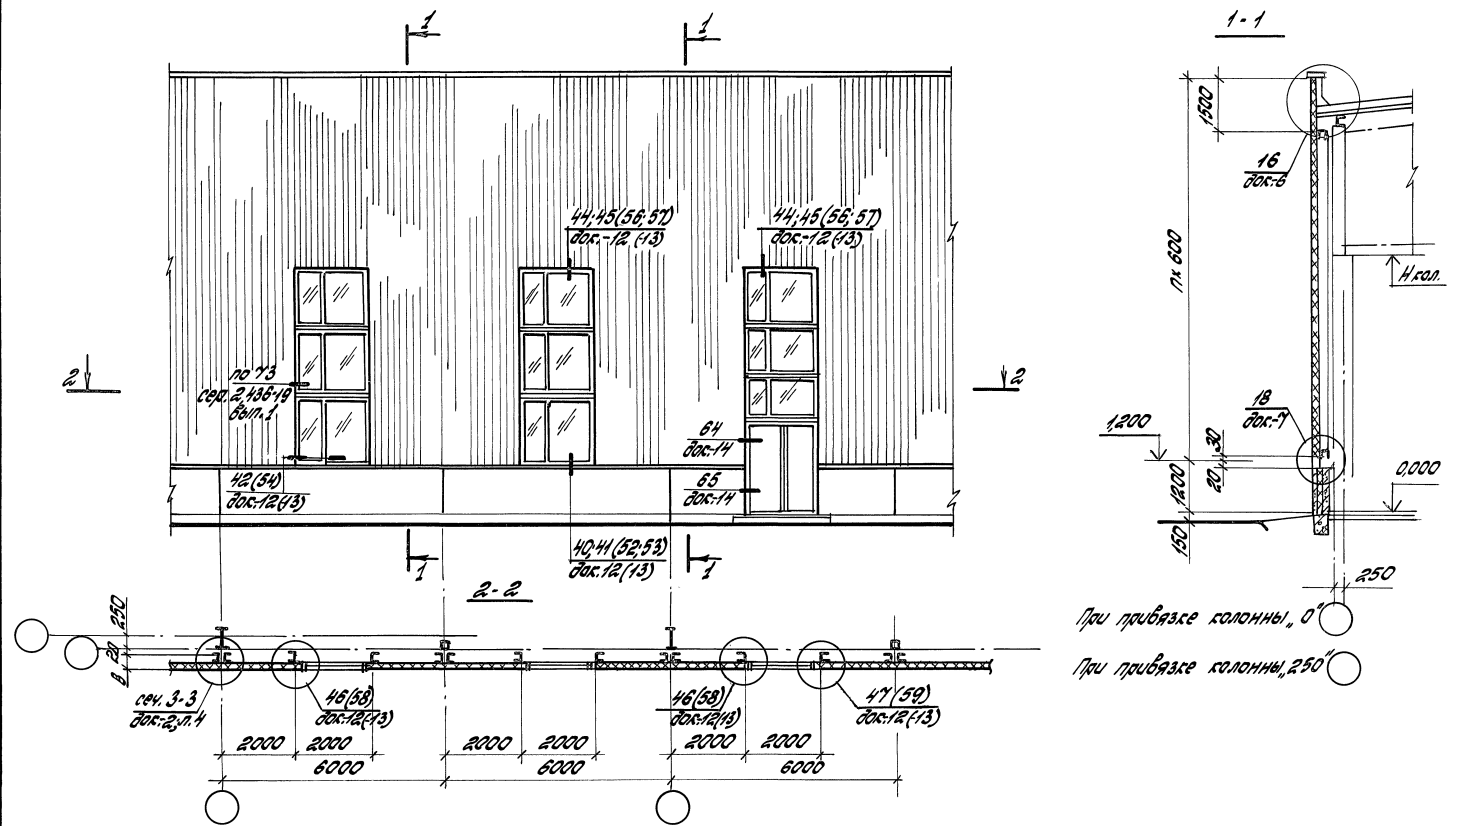 1
1
1-1
1500
16
док.-6
n×600
Н кол.
44;45(56;57)
док.-12(-13)
44;45(56;57)
док.-12(-13)
2
по 73
сер. 2.436-19
вып. 1
2
18
док.-7
64
док.-14
1,200
30
20
0,000
42(54)
док.-12(-13)
65
док.-14
1200
150
40;41(52;53)
док.12(-13)
1
1
2-2
250
250
20
В
При привязке колонны „0"
При привязке колонны „250"
сеч. 3-3
док.-2, л.4
46(58)
док.-12(-13)
46(58)
док.12(-13)
47(59)
док.-12(-13)
2000
2000
2000
2000
2000
2000
6000
6000
6000